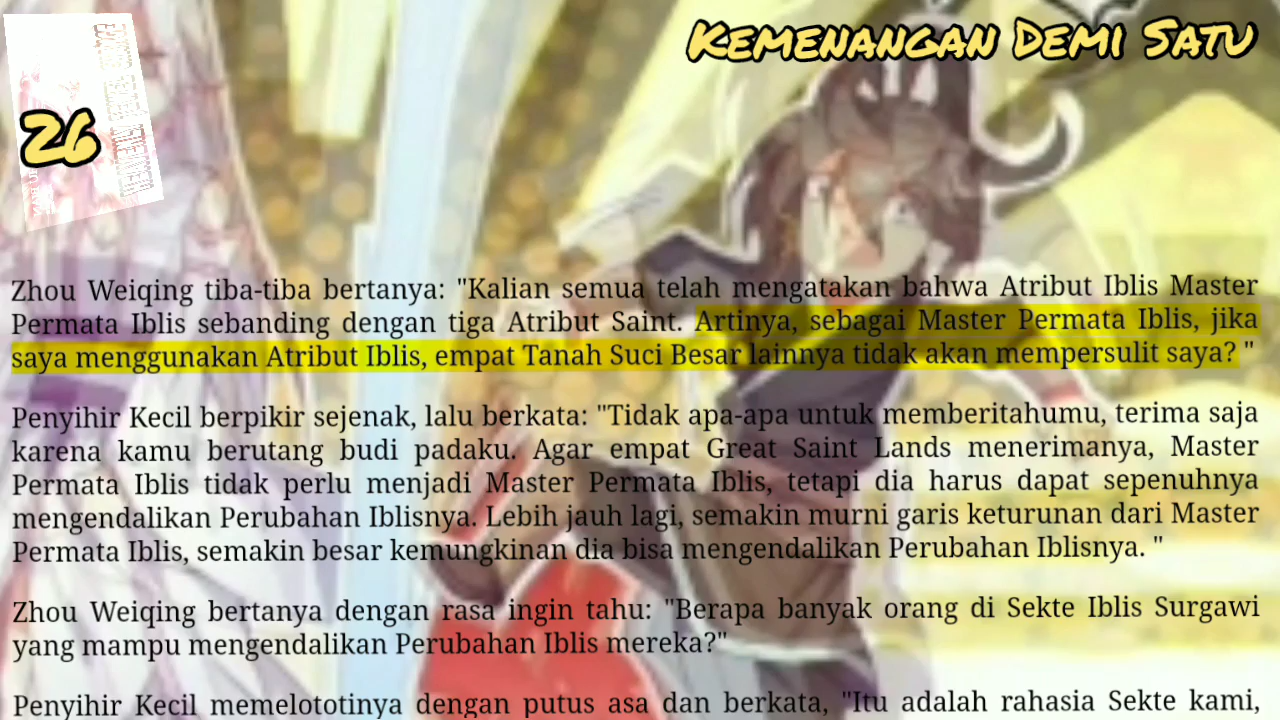 Kemenangan Demi Satu
26
Zhou Weiqing tiba-tiba bertanya: "Kalian semua telah mengatakan bahwa Atribut Iblis Master
Permata Iblis sebanding dengan tiga Atribut Saint. Artinya, sebagai Master Permata Iblis, jika
saya menggunakan Atribut Iblis, empat Tanah Suci Besar lainnya tidak akan mempersulit saya? "
Penyihir Kecil berpikir sejenak, lalu berkata: "Tidak apa-apa untuk memberitahumu, terima saja
karena kamu berutang budi padaku. Agar empat Great Saint Lands menerimanya, Master
Permata Iblis tidak perlu menjadi Master Permata Iblis, tetapi dia harus dapat sepenuhnya
mengendalikan Perubahan Iblisnya. Lebih jauh lagi, semakin murni garis keturunan dari Master
Permata Iblis, semakin besar kemungkinan dia bisa mengendalikan Perubahan Iblisnya. "
Zhou Weiqing bertanya dengan rasa ingin tahu: "Berapa banyak orang di Sekte Iblis Surgawi
yang mampu mengendalikan Perubahan Iblis mereka?"
Penyihir Kecil memelototinya dengan putus asa dan berkata, "Itu adalah rahasia Sekte kami,